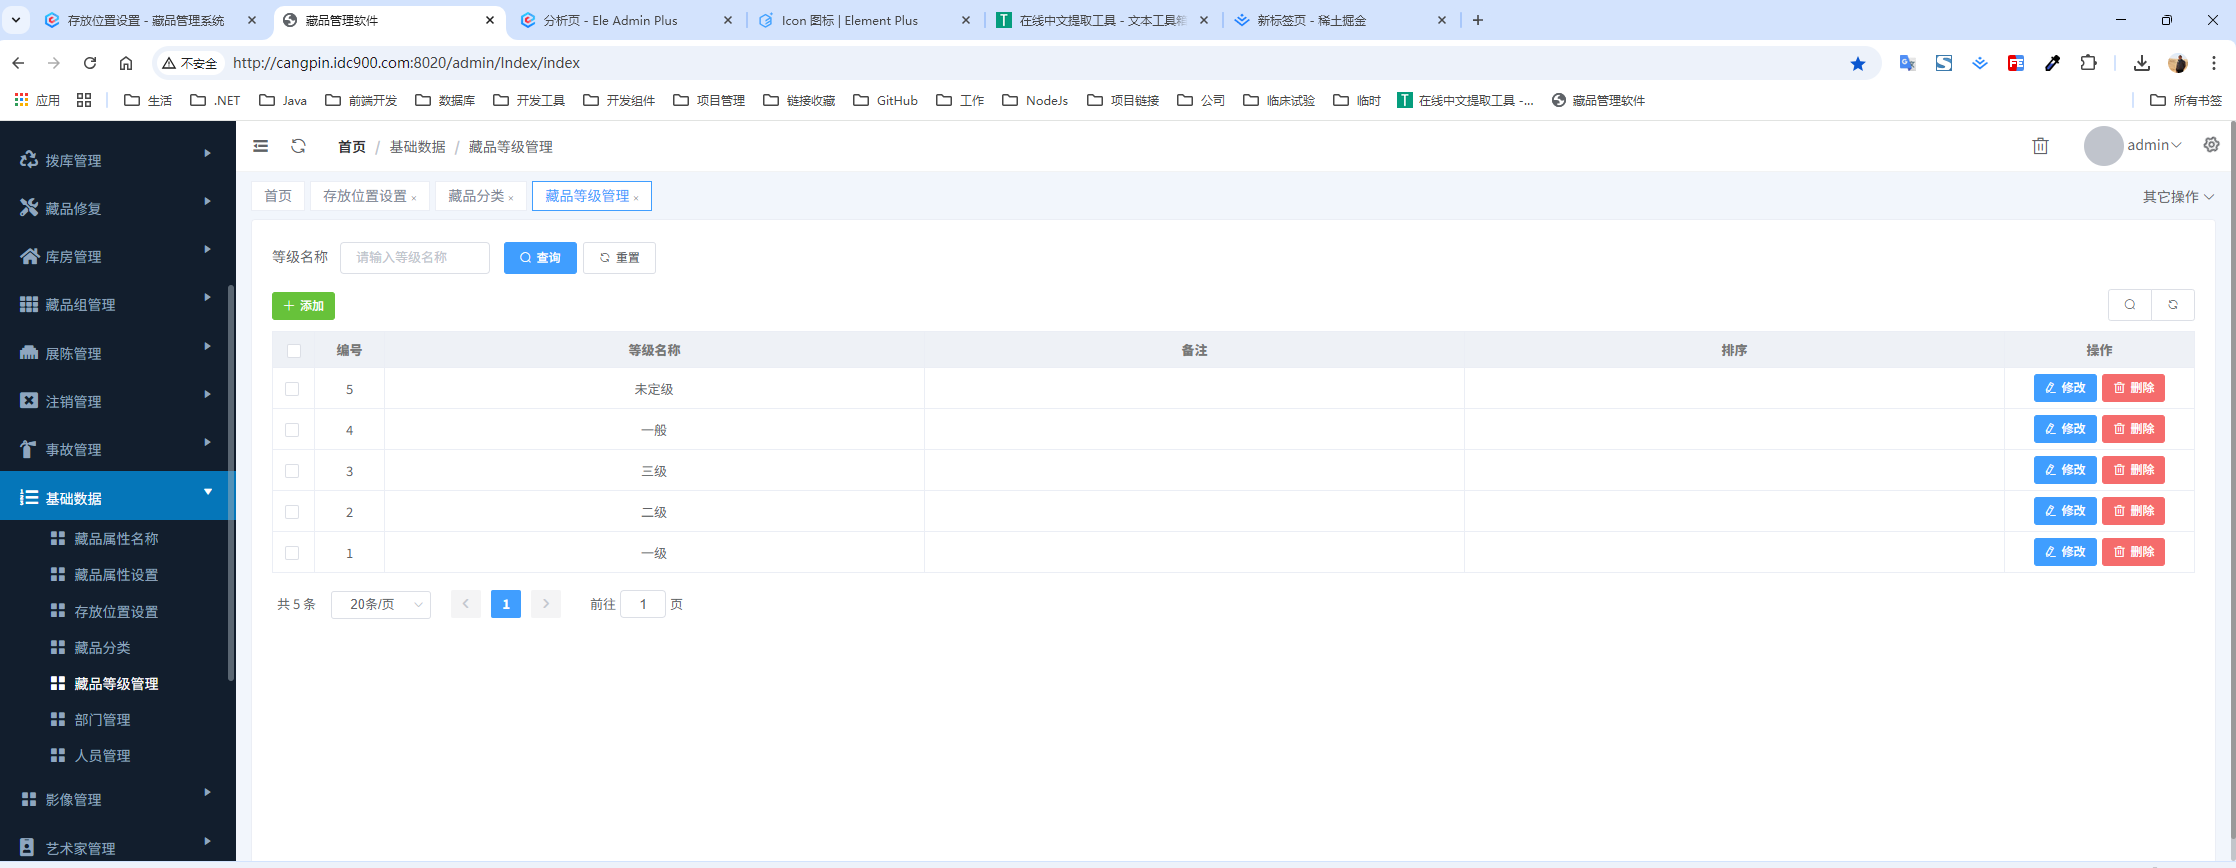 存放位置设置 - 藏品管理系统
藏品管理软件
分析页 - Ele Admin Plus
Icon 图标 | Element Plus
在线中文提取工具 - 文本工具
新标签页 - 稀土掘金
不安全
http://cangpin.idc900.com:8020/admin/Index/index
应用
生活
.NET
Java
前端开发
数据库
开发工具
开发组件
项目管理
链接收藏
GitHub
工作
NodeJs
项目链接
公司
临床试验
临时
在线中文提取工具 -...
藏品管理软件
所有书签
拨库管理
藏品修复
库房管理
藏品组管理
展陈管理
注销管理
事故管理
基础数据
藏品属性名称
藏品属性设置
存放位置设置
藏品分类
藏品等级管理
部门管理
人员管理
影像管理
艺术家管理
首页 / 基础数据 / 藏品等级管理
admin
首页
存放位置设置 ×
藏品分类 ×
藏品等级管理 ×
其它操作
等级名称
请输入等级名称
查询
重置
添加
编号 等级名称 备注 排序 操作
5 未定级 修改 删除
4 一般 修改 删除
3 三级 修改 删除
2 二级 修改 删除
1 一级 修改 删除
共 5 条 20条/页 1 前往 1 页